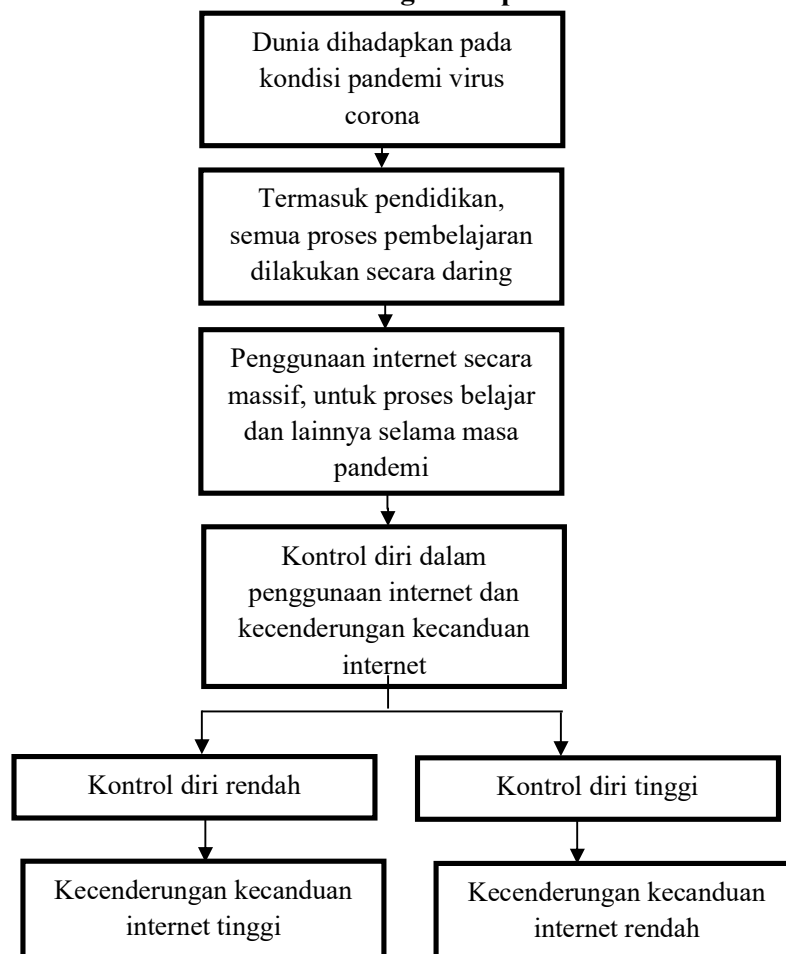 Dunia dihadapkan pada
kondisi pandemi virus
corona
Termasuk pendidikan,
semua proses pembelajaran
dilakukan secara daring
Penggunaan internet secara
massif, untuk proses belajar
dan lainnya selama masa
pandemi
Kontrol diri dalam
penggunaan internet dan
kecenderungan kecanduan
internet
Kontrol diri rendah
Kontrol diri tinggi
Kecenderungan kecanduan
internet tinggi
Kecenderungan kecanduan
internet rendah